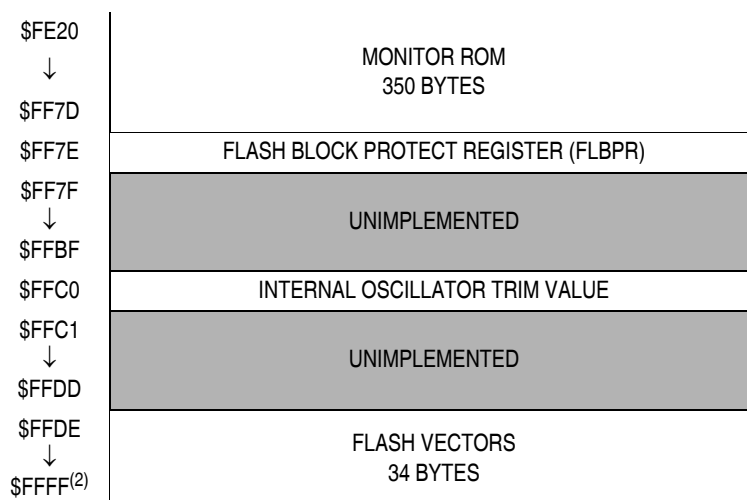 $FE20
↓
$FF7D
MONITOR ROM
350 BYTES
$FF7E
FLASH BLOCK PROTECT REGISTER (FLBPR)
$FF7F
↓
$FFBF
UNIMPLEMENTED
$FFC0
INTERNAL OSCILLATOR TRIM VALUE
$FFC1
↓
$FFDD
UNIMPLEMENTED
$FFDE
↓
$FFFF(2)
FLASH VECTORS
34 BYTES